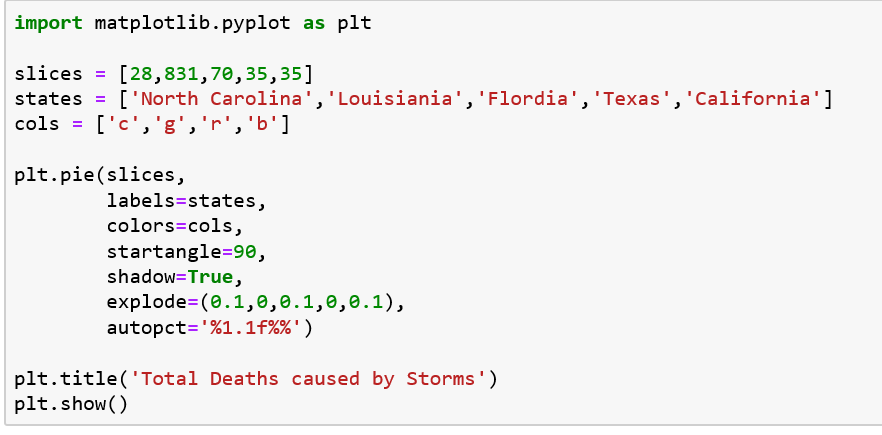 import matplotlib.pyplot as plt
slices = [28,831,70,35,35]
states = ['North Carolina','Louisiania','Flordia','Texas','California']
cols = ['c','g','r','b']
plt.pie(slices,
labels=states,
colors=cols,
startangle=90,
shadow=True,
explode=(0.1,0,0.1,0,0.1),
autopct='%1.1f%%')
plt.title('Total Deaths caused by Storms')
plt.show()